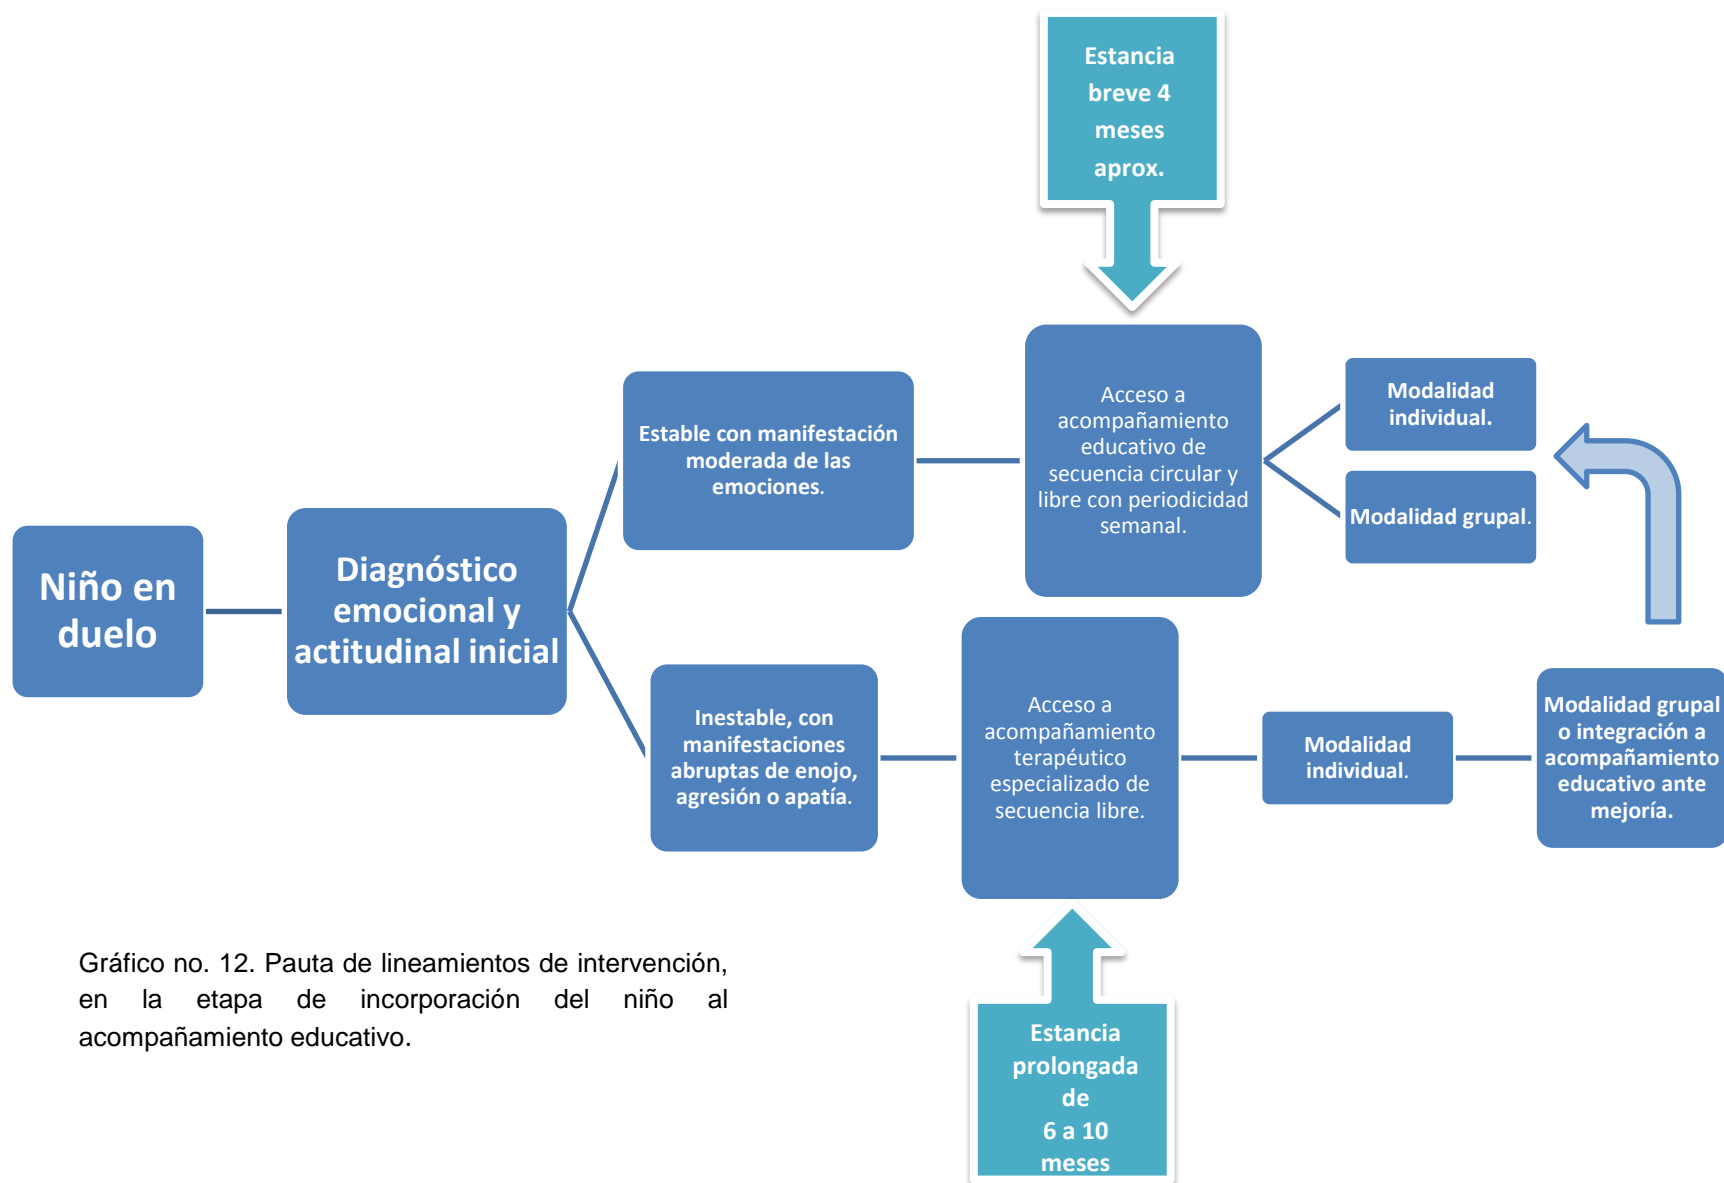 Estancia
breve 4
meses
aprox.
Niño en
duelo
Diagnóstico
emocional y
actitudinal inicial
Estable con manifestación
moderada de las
emociones.
Acceso a
acompañamiento
educativo de
secuencia circular y
libre con periodicidad
semanal.
Modalidad
individual.
Modalidad grupal.
Inestable, con
manifestaciones
abruptas de enojo,
agresión o apatía.
Acceso a
acompañamiento
terapéutico
especializado de
secuencia libre.
Modalidad
individual.
Modalidad grupal
o integración a
acompañamiento
educativo ante
mejoría.
Estancia
prolongada
de
6 a 10
meses
Gráfico no. 12. Pauta de lineamientos de intervención,
en la etapa de incorporación del niño al
acompañamiento educativo.